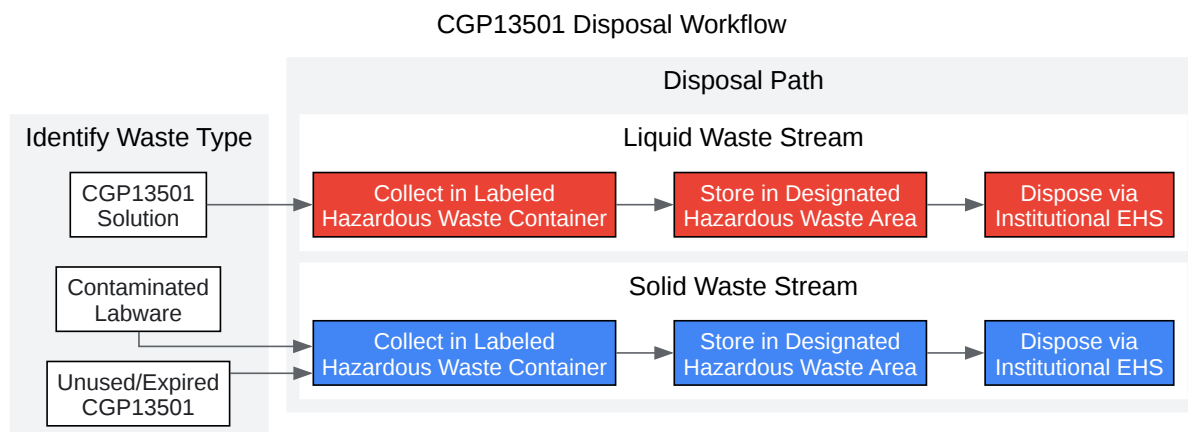 CGP13501 Disposal Workflow
Disposal Path
Identify Waste Type
Liquid Waste Stream
CGP13501
Solution
Collect in Labeled
Hazardous Waste Container
Store in Designated
Hazardous Waste Area
Dispose via
Institutional EHS
Solid Waste Stream
Contaminated
Labware
Unused/Expired
CGP13501
Collect in Labeled
Hazardous Waste Container
Store in Designated
Hazardous Waste Area
Dispose via
Institutional EHS